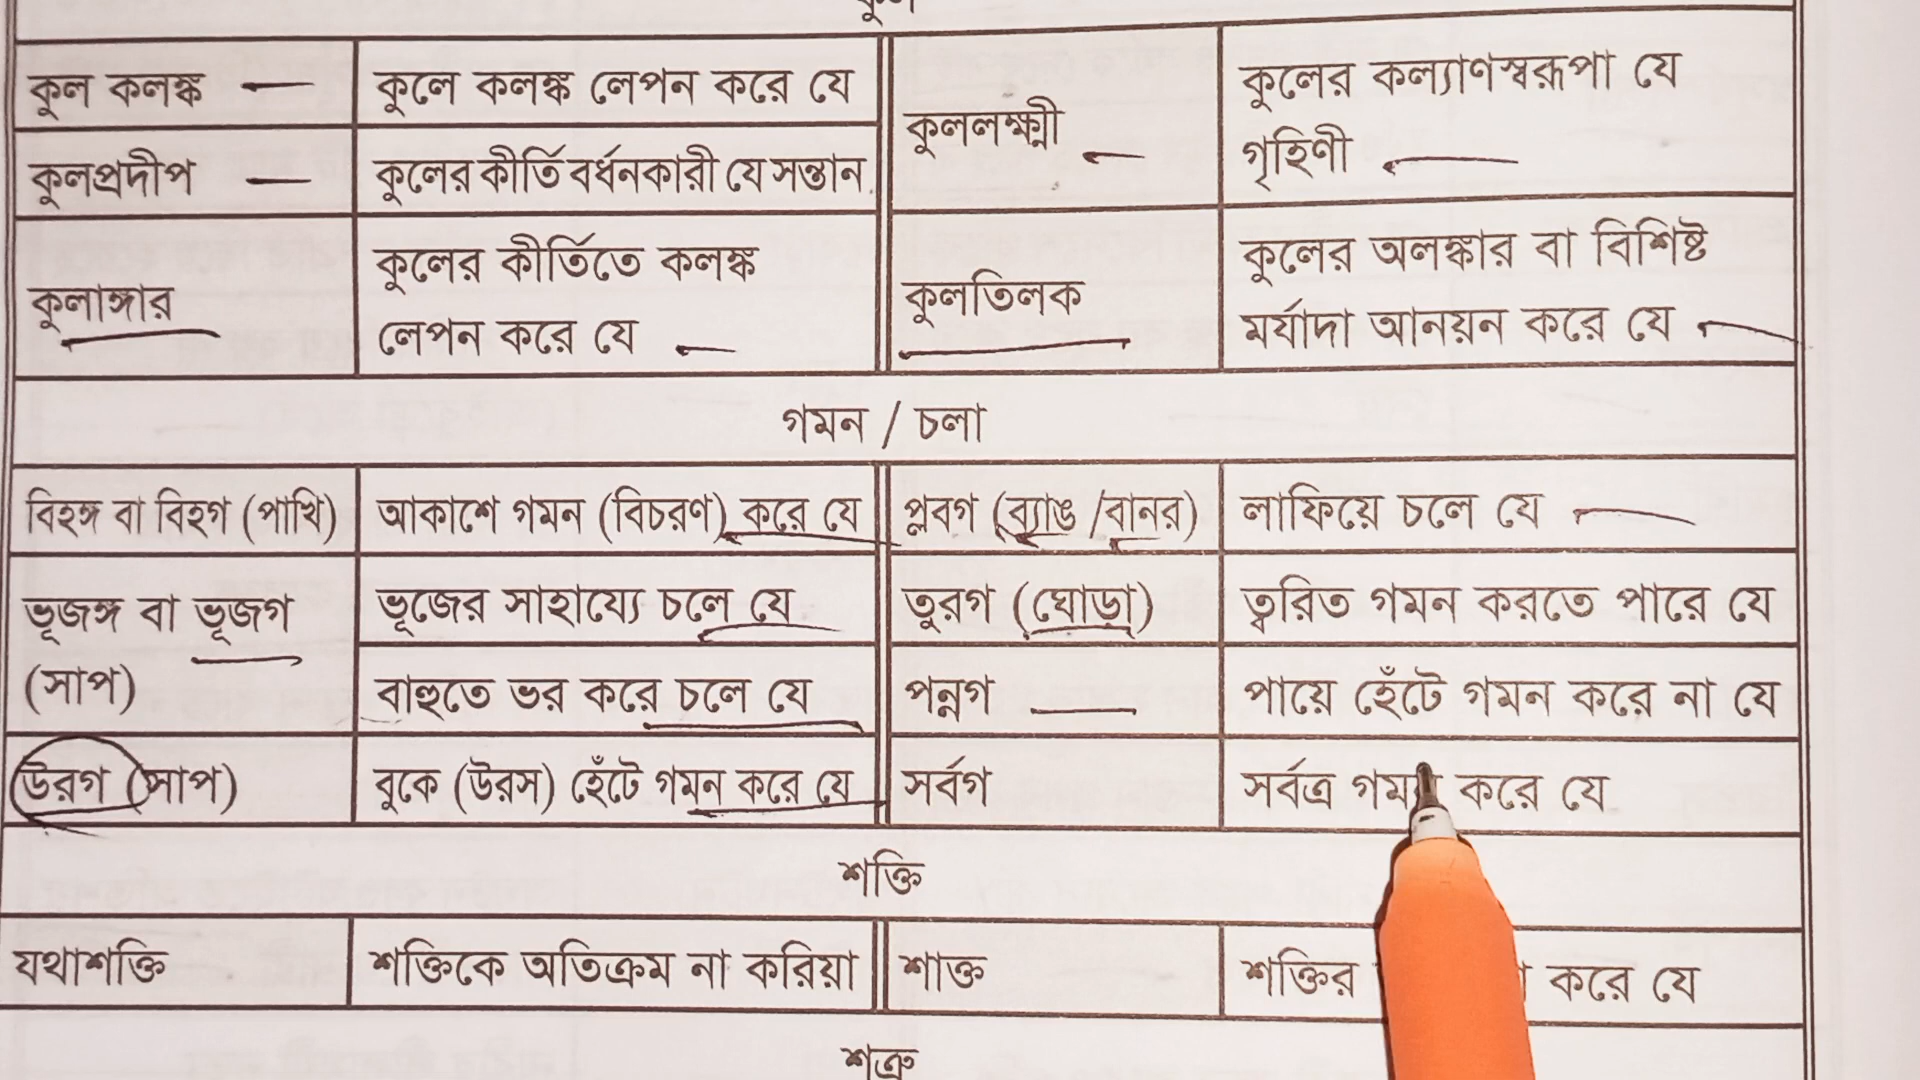 কুল কলঙ্ক
কুলে কলঙ্ক লেপন করে যে
কুলপ্রদীপ
কুলের কীর্তি বর্ধনকারী যে সন্তান
কুললক্ষ্মী
কুলের কল্যাণস্বরূপা যে
গৃহিণী
কুলাঙ্গার
কুলের কীর্তিতে কলঙ্ক
লেপন করে যে
কুলতিলক
কুলের অলঙ্কার বা বিশিষ্ট
মর্যাদা আনয়ন করে যে
গমন / চলা
বিহঙ্গ বা বিহগ (পাখি)
আকাশে গমন (বিচরণ) করে যে
প্লবগ (ব্যাঙ /বানর)
লাফিয়ে চলে যে
ভূজঙ্গ বা ভূজগ
(সাপ)
ভূজের সাহায্যে চলে যে
তুরগ (ঘোড়া)
ত্বরিত গমন করতে পারে যে
বাহুতে ভর করে চলে যে
পন্নগ
পায়ে হেঁটে গমন করে না যে
উরগ (সাপ)
বুকে (উরস) হেঁটে গমন করে যে
সর্বগ
সর্বত্র গমন করে যে
শক্তি
যথাশক্তি
শক্তিকে অতিক্রম না করিয়া
শাক্ত
শক্তির করে যে
শত্রু